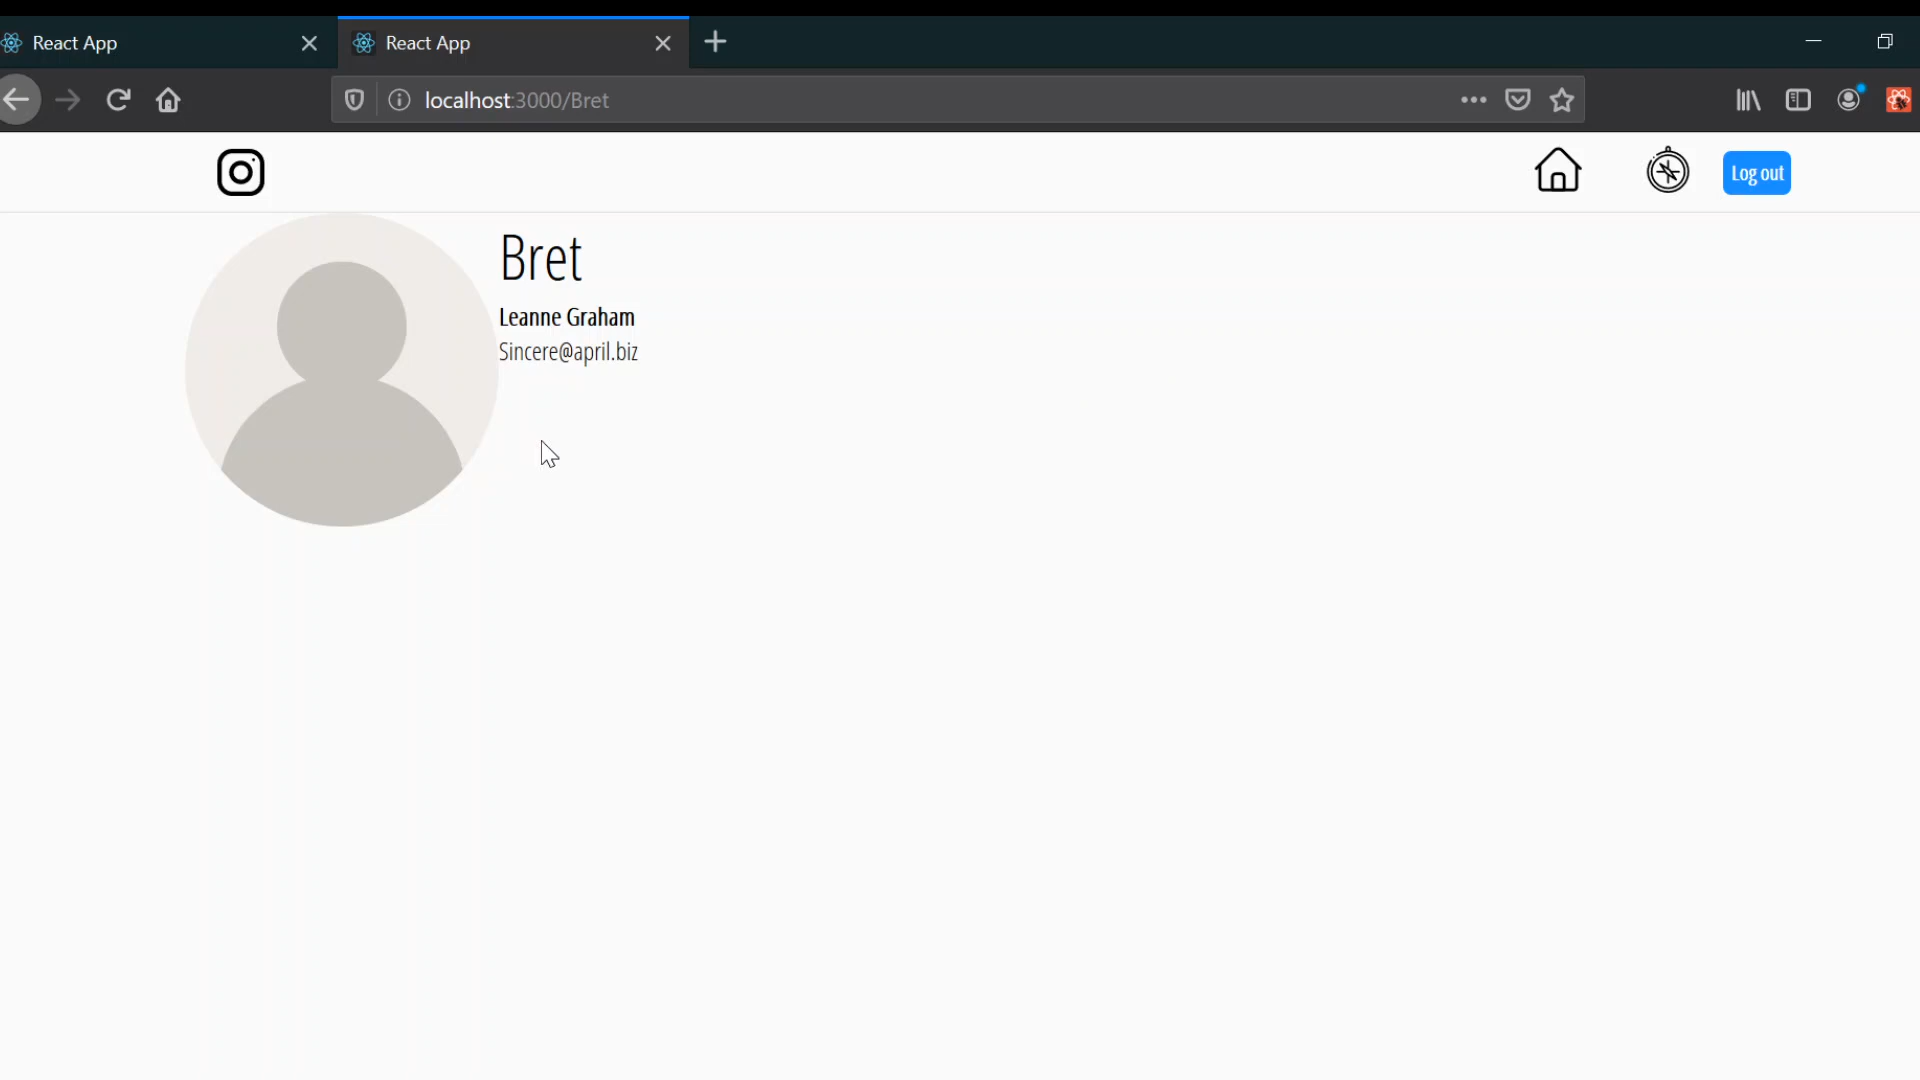 React App
React App
localhost:3000/Bret
Log out
Bret
Leanne Graham
Sincere@april.biz